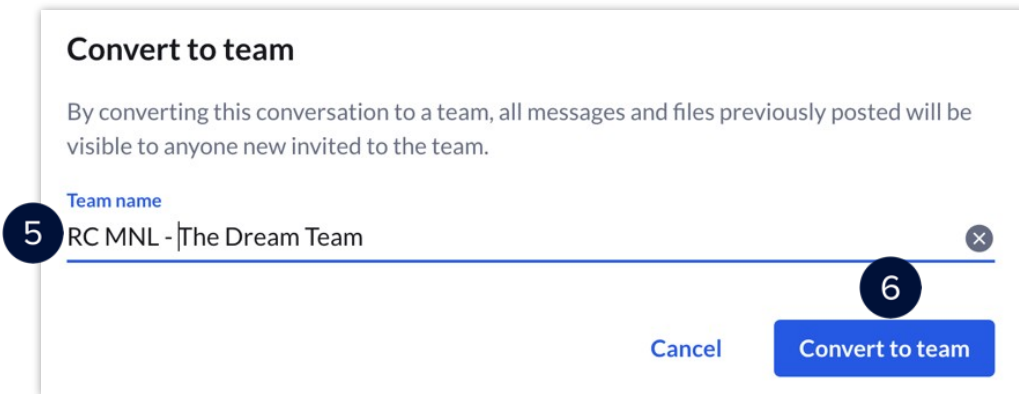 Convert to team
By converting this conversation to a team, all messages and files previously posted will be
visible to anyone new invited to the team.
Team name
5 RC MNL - The Dream Team
6
Cancel Convert to team